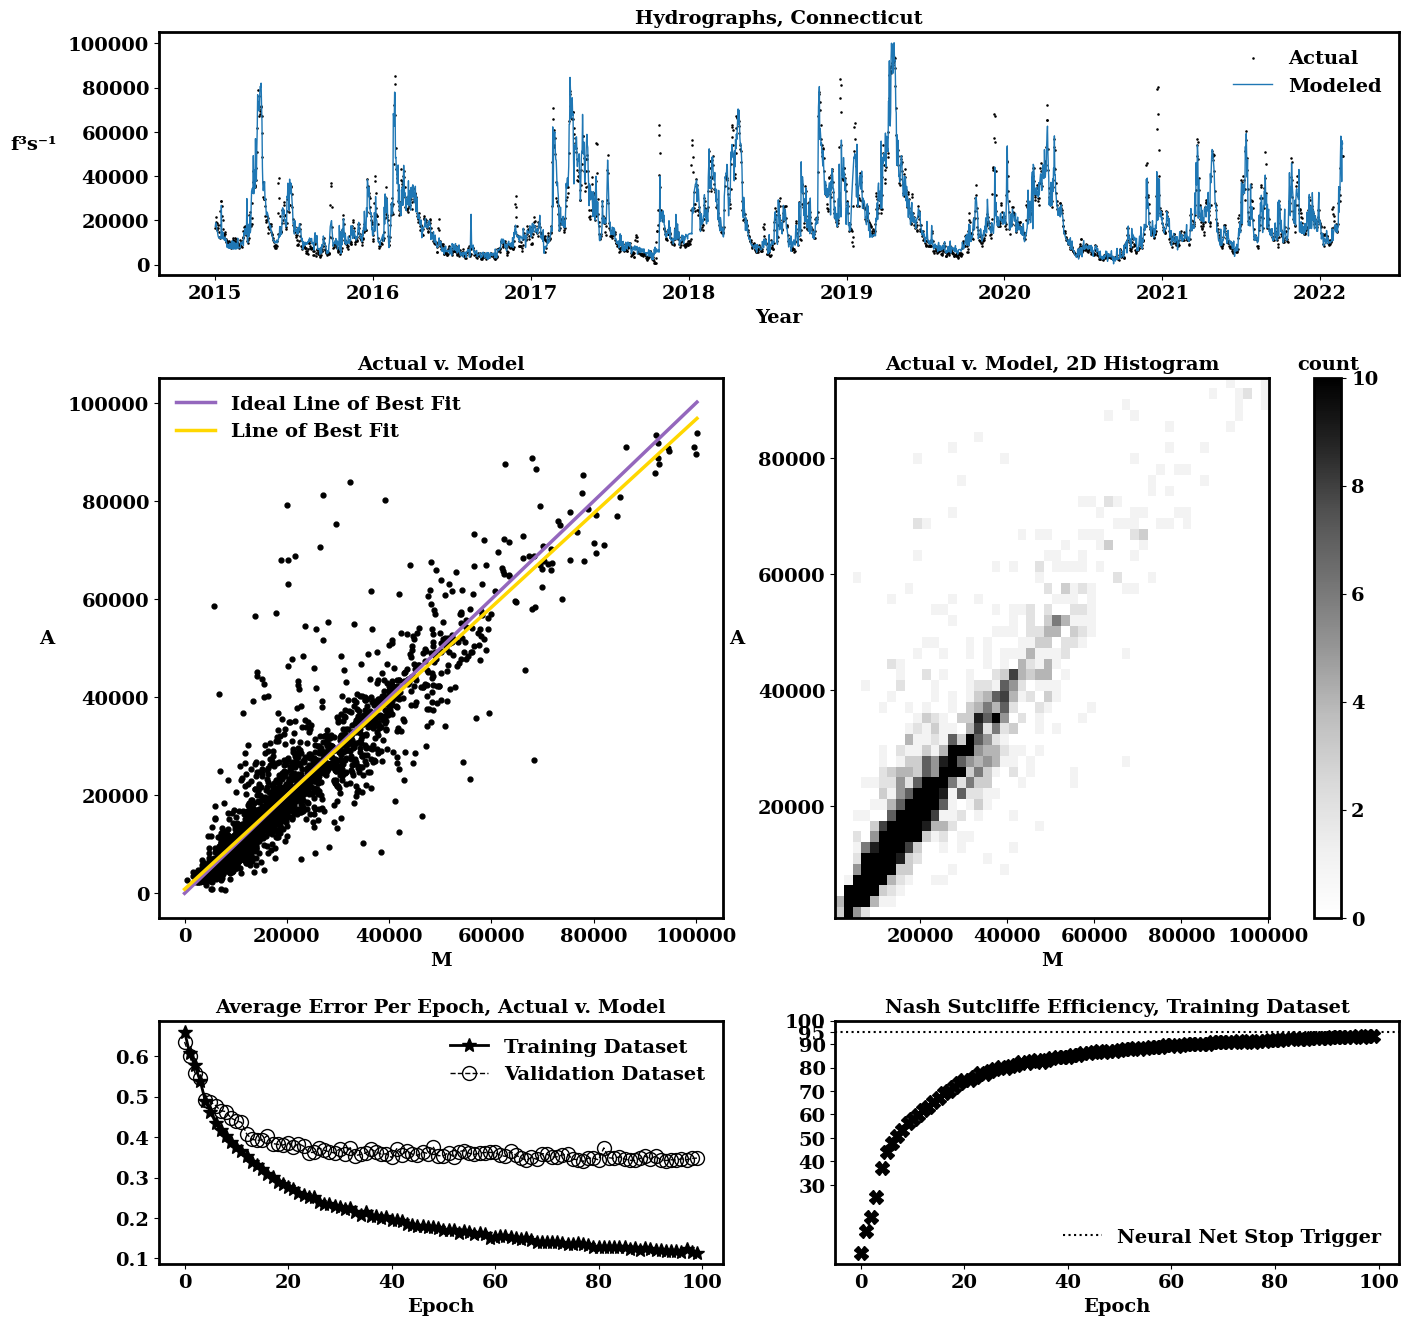 Hydrographs, Connecticut
100000
80000
60000
40000
20000
0
f³s⁻¹
Actual
Modeled
2015 2016 2017 2018 2019 2020 2021 2022
Year
Actual v. Model
100000
80000
60000
40000
20000
0
A
Ideal Line of Best Fit
Line of Best Fit
0 20000 40000 60000 80000 100000
M
Actual v. Model, 2D Histogram
80000
60000
40000
20000
A
20000 40000 60000 80000 100000
M
count
10
8
6
4
2
0
Average Error Per Epoch, Actual v. Model
0.6
0.5
0.4
0.3
0.2
0.1
Training Dataset
Validation Dataset
0 20 40 60 80 100
Epoch
Nash Sutcliffe Efficiency, Training Dataset
100
95
90
80
70
60
50
40
30
Neural Net Stop Trigger
0 20 40 60 80 100
Epoch